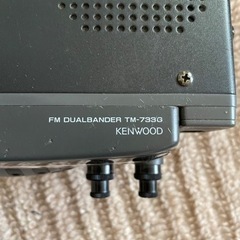 FM DUALBANDER TM-733G
KENWOOD